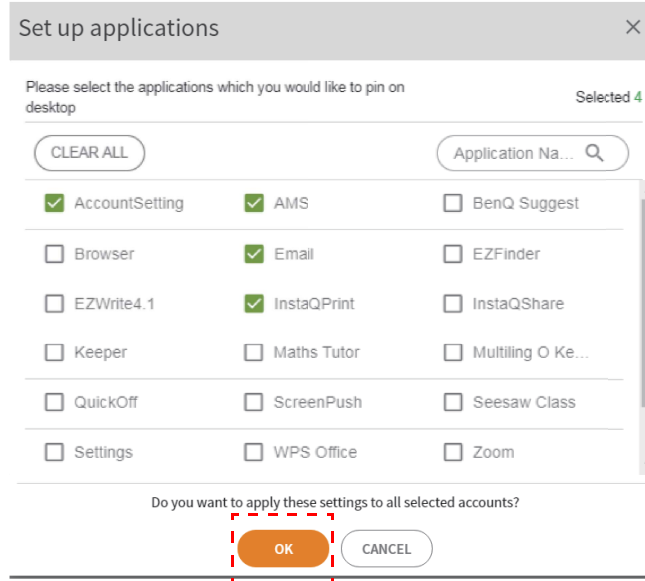 Set up applications
Please select the applications which you would like to pin on
desktop
Selected 4
CLEAR ALL
Application Na...
AccountSetting AMS BenQ Suggest
Browser Email EZFinder
EZWrite4.1 InstaQPrint InstaQShare
Keeper Maths Tutor Multiling O Ke...
QuickOff ScreenPush Seesaw Class
Settings WPS Office Zoom
Do you want to apply these settings to all selected accounts?
OK CANCEL